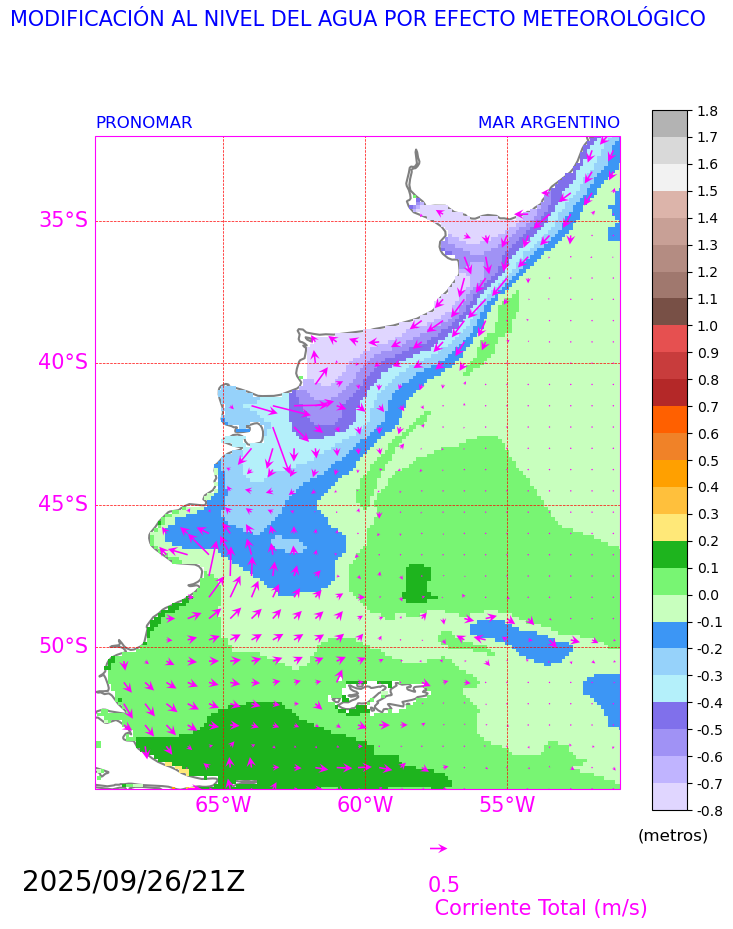 MODIFICACIÓN AL NIVEL DEL AGUA POR EFECTO METEOROLÓGICO
PRONOMAR
MAR ARGENTINO
35°S
40°S
45°S
50°S
65°W
60°W
55°W
1.8
1.7
1.6
1.5
1.4
1.3
1.2
1.1
1.0
0.9
0.8
0.7
0.6
0.5
0.4
0.3
0.2
0.1
0.0
-0.1
-0.2
-0.3
-0.4
-0.5
-0.6
-0.7
-0.8
(metros)
2025/09/26/21Z
0.5
Corriente Total (m/s)